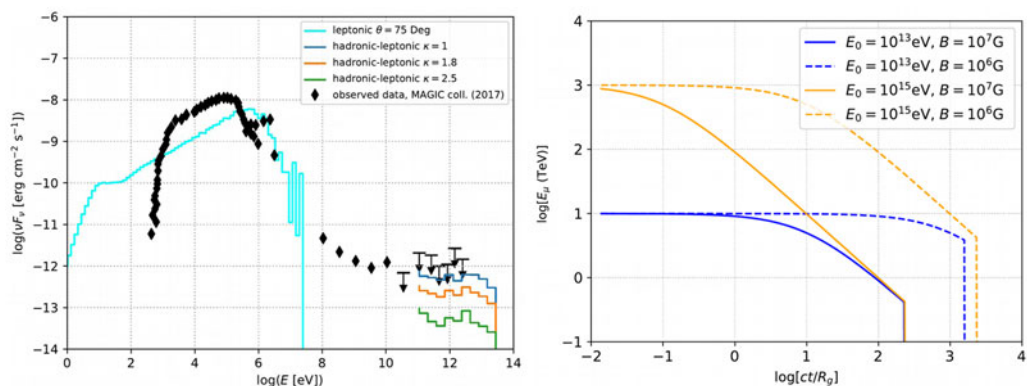 log(νFν [erg cm⁻² s⁻¹])
−6
−7
−8
−9
−10
−11
−12
−13
−14
leptonic θ = 75 Deg
hadronic-leptonic κ = 1
hadronic-leptonic κ = 1.8
hadronic-leptonic κ = 2.5
observed data, MAGIC coll. (2017)
0 2 4 6 8 10 12 14
log(E [eV])
log[Eμ (TeV)]
4
3
2
1
0
−1
E₀ = 10¹³eV, B = 10⁷G
E₀ = 10¹³eV, B = 10⁶G
E₀ = 10¹⁵eV, B = 10⁷G
E₀ = 10¹⁵eV, B = 10⁶G
−2 −1 0 1 2 3 4
log[ct/Rg]